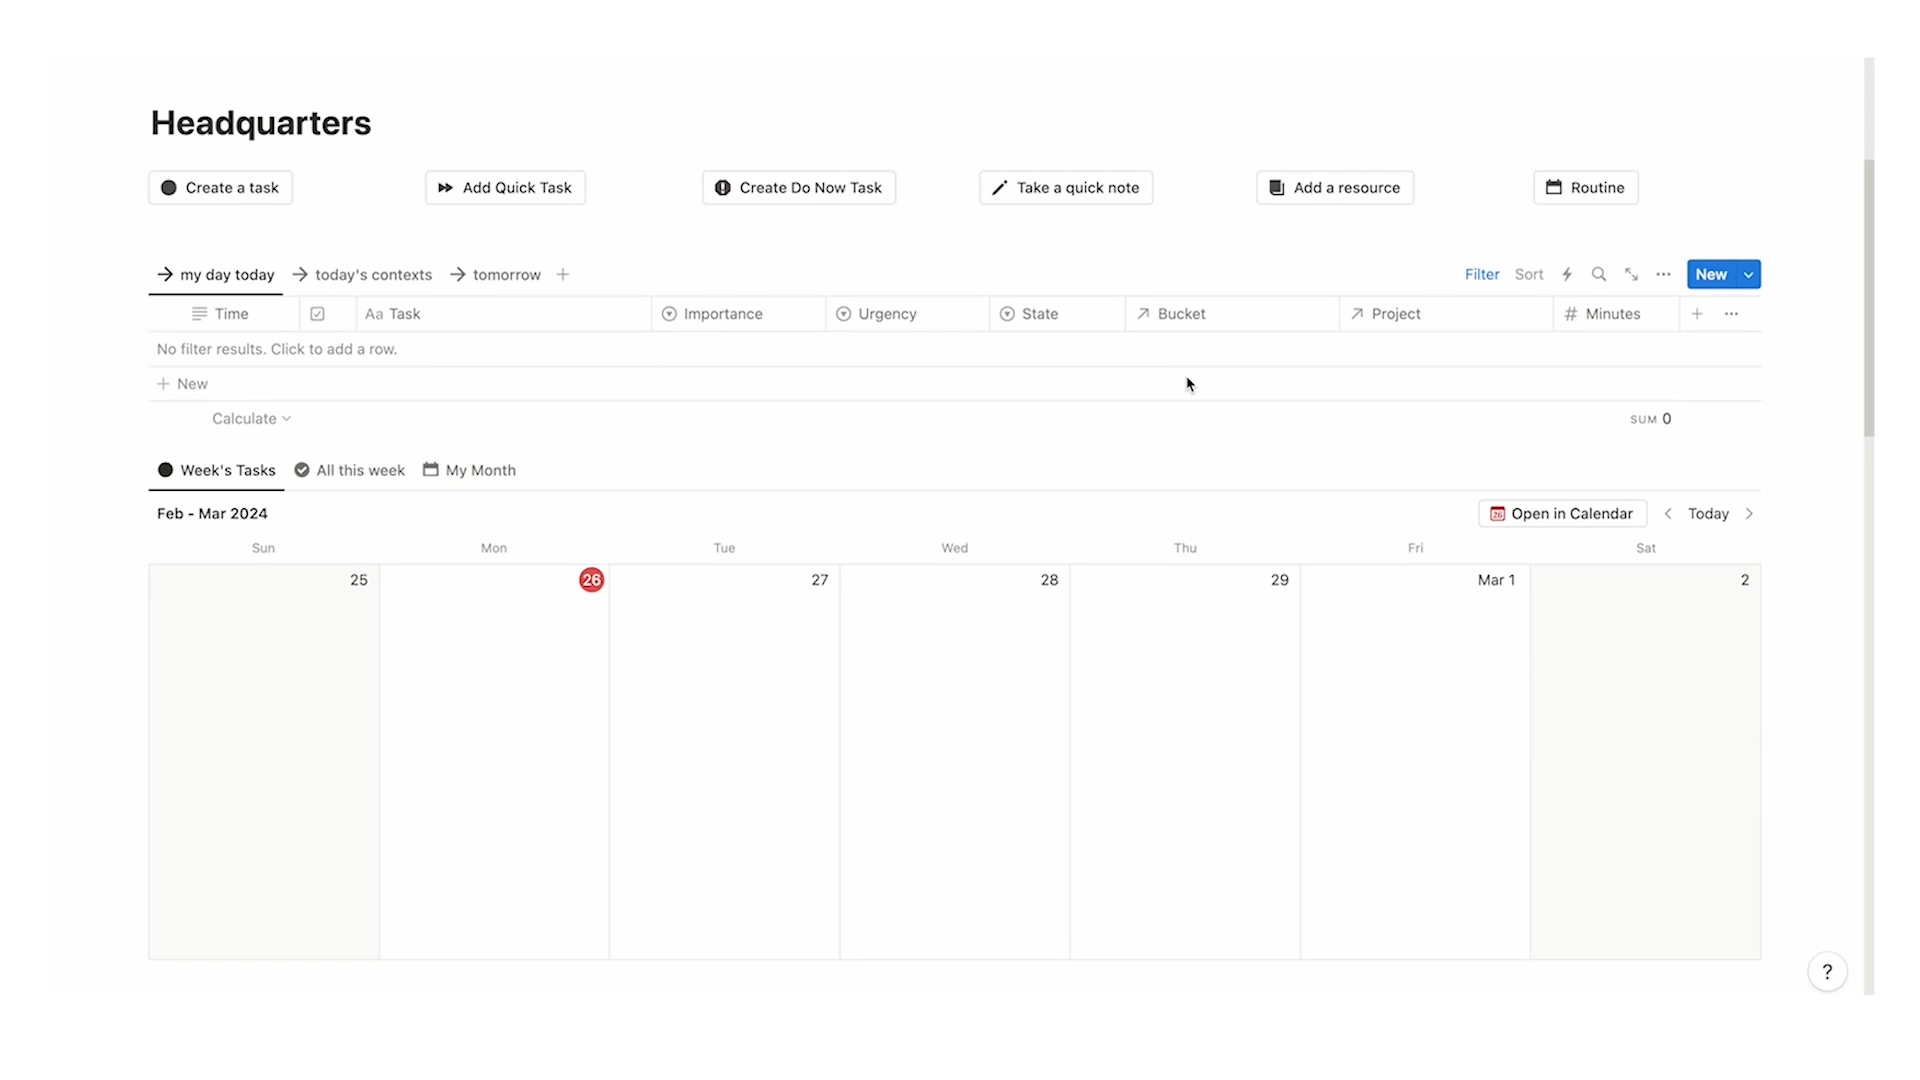 Headquarters
Create a task Add Quick Task Create Do Now Task Take a quick note Add a resource Routine
my day today today's contexts tomorrow Filter Sort New
Time Aa Task Importance Urgency State Bucket Project # Minutes
No filter results. Click to add a row.
+ New
Calculate SUM 0
Week's Tasks All this week My Month
Feb - Mar 2024 26 Open in Calendar Today
Sun Mon Tue Wed Thu Fri Sat
25 26 27 28 29 Mar 1 2
?